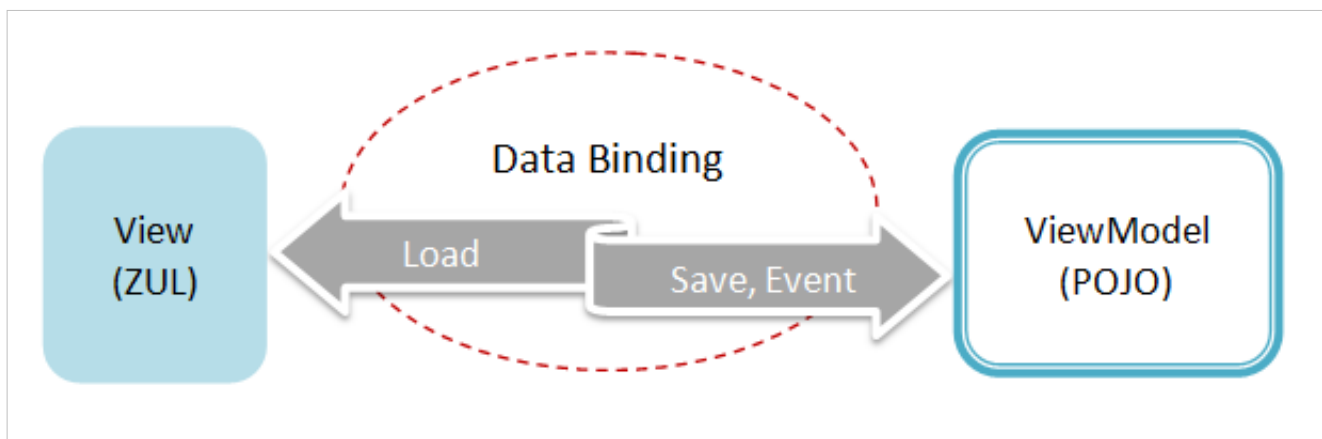 Data Binding
View
(ZUL)
Load
Save, Event
ViewModel
(POJO)